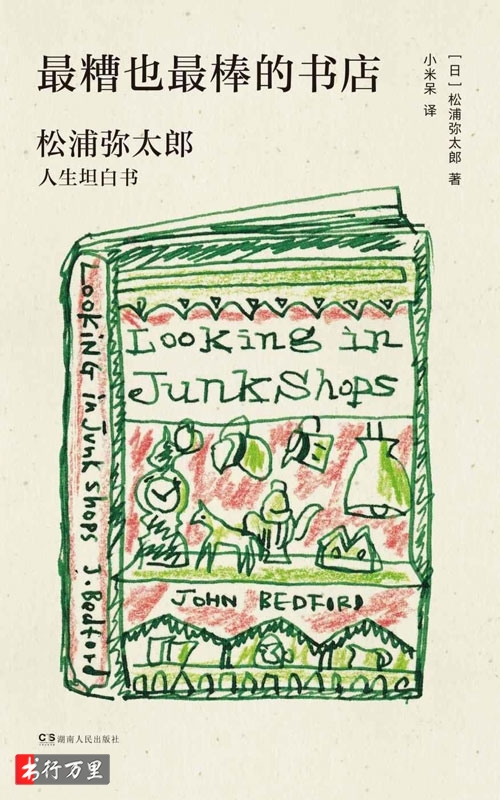 最糟也最棒的书店
松浦弥太郎
人生坦白书
［日］松浦弥太郎 著
小米呆 译
Looking in Junk Shops J. Bedford
Looking in
Junk Shops
JOHN BEDFORD
CS 湖南人民出版社
书行万里